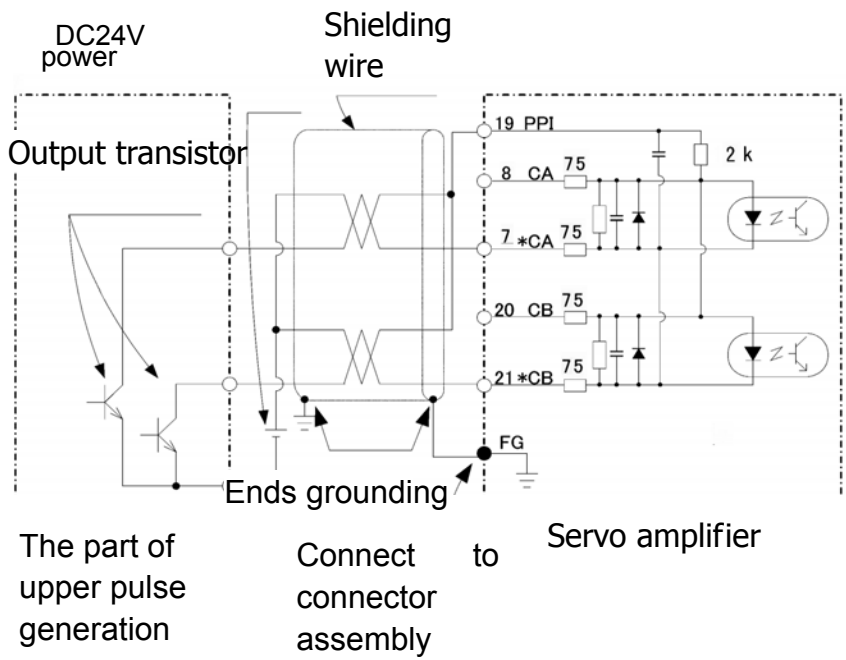 DC24V
power
Shielding
wire
Output transistor
19 PPI
2 k
8 CA 75
7 *CA 75
20 CB 75
21 *CB 75
FG
Ends grounding
The part of
upper pulse
generation
Connect to
connector
assembly
Servo amplifier